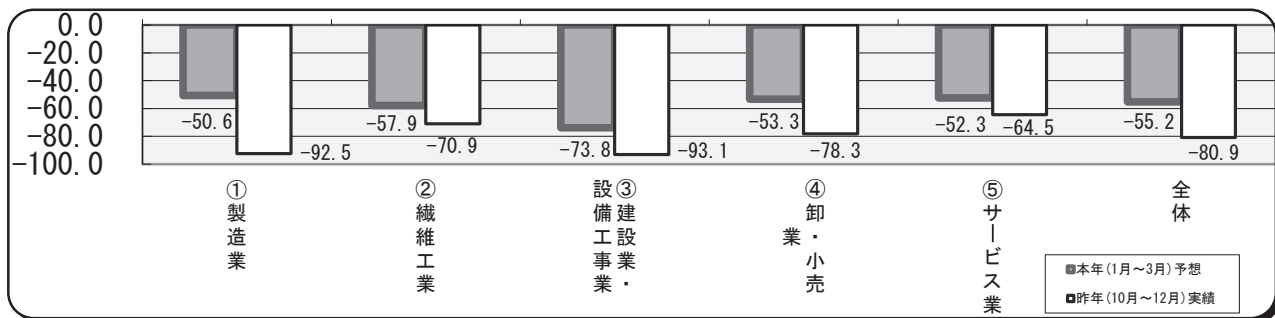 0.0
-20.0
-40.0
-60.0
-80.0
-100.0
-50.6
-92.5
-57.9
-70.9
-73.8
-93.1
-53.3
-78.3
-52.3
-64.5
-55.2
-80.9
①製造業
②繊維工業
③建設業・
設備工事業
④卸・小売
業
⑤サービス業
全体
本年(1月～3月)予想
昨年(10月～12月)実績